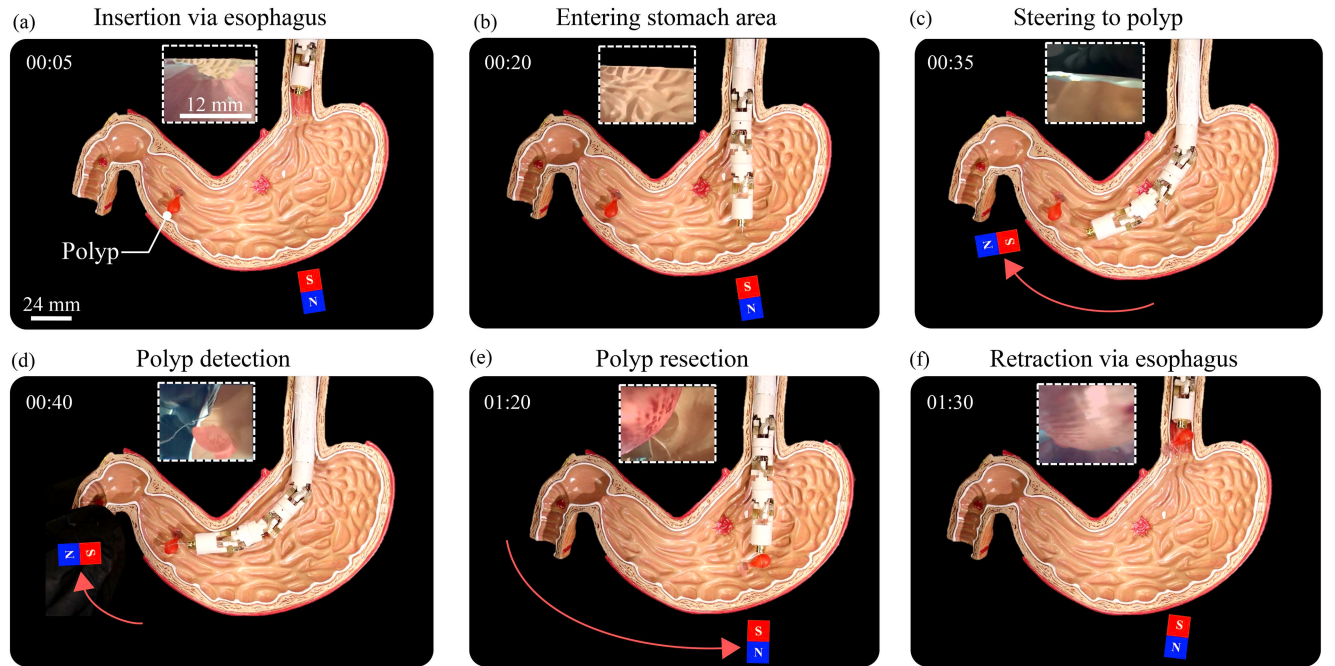 (a) Insertion via esophagus
00:05
12 mm
Polyp
24 mm
S
N
(b) Entering stomach area
00:20
S
N
(c) Steering to polyp
00:35
N S
(d) Polyp detection
00:40
N S
(e) Polyp resection
01:20
S
N
(f) Retraction via esophagus
01:30
S
N